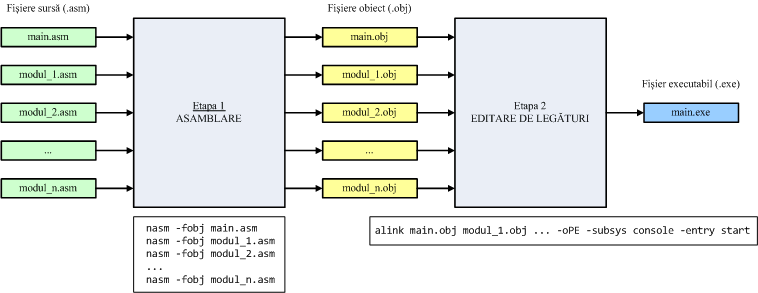 Fișiere sursă (.asm)
main.asm
modul_1.asm
modul_2.asm
...
modul_n.asm
Etapa 1
ASAMBLARE
nasm -fobj main.asm
nasm -fobj modul_1.asm
nasm -fobj modul_2.asm
...
nasm -fobj modul_n.asm
Fișiere obiect (.obj)
main.obj
modul_1.obj
modul_2.obj
...
modul_n.obj
Etapa 2
EDITARE DE LEGĂTURI
alink main.obj modul_1.obj ... -oPE -subsys console -entry start
Fișier executabil (.exe)
main.exe